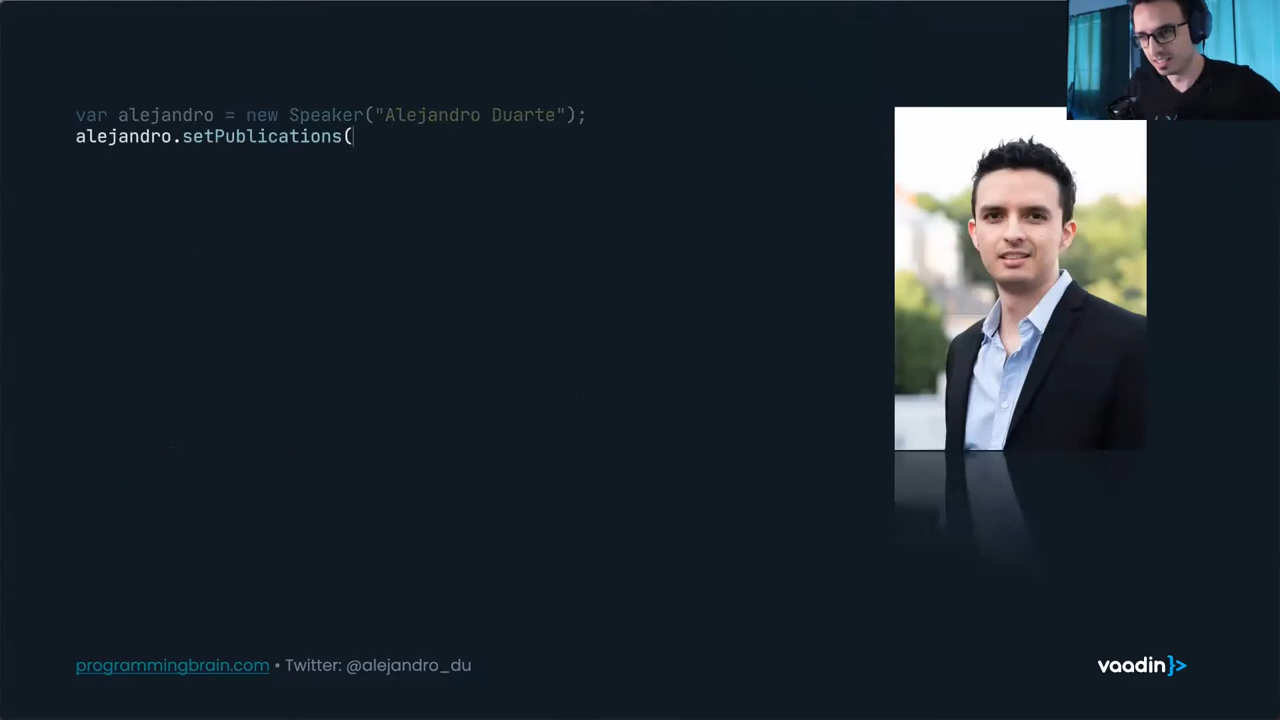 var alejandro = new Speaker("Alejandro Duarte");
alejandro.setPublications(
programmingbrain.com • Twitter: @alejandro_du
vaadin}>